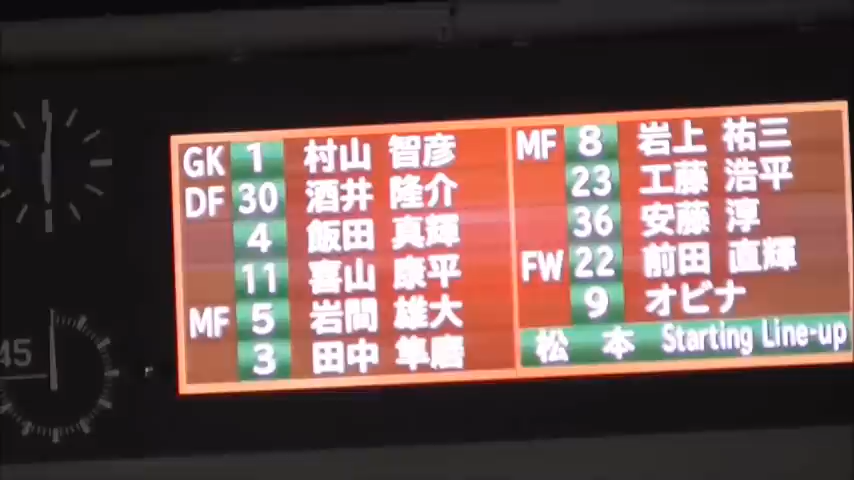 GK 1 村山 智彦
DF 30 酒井 隆介
4 飯田 真輝
11 喜山 康平
MF 5 岩間 雄大
3 田中 隼磨
MF 8 岩上 祐三
23 工藤 浩平
36 安藤 淳
FW 22 前田 直輝
9 オビナ
松本 Starting Line-up
45